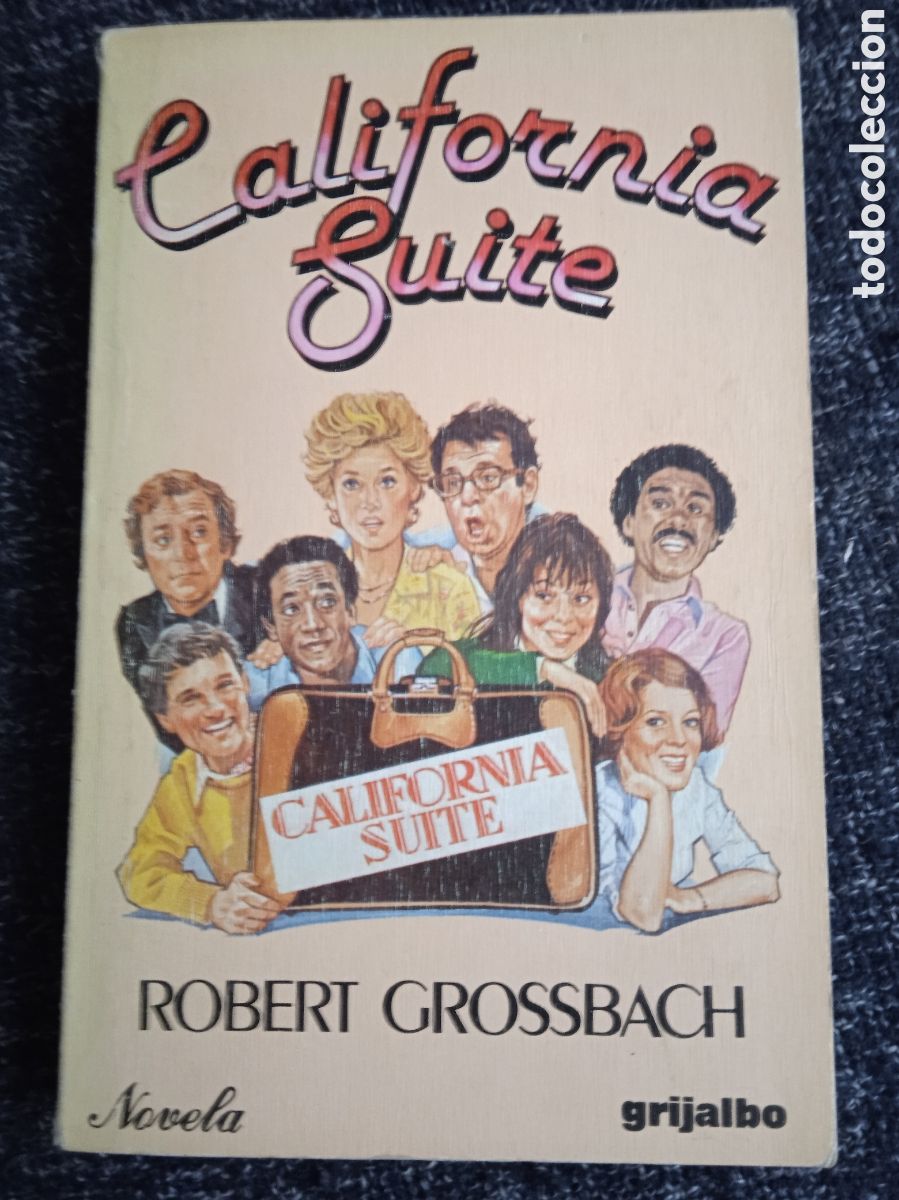 California
Suite
CALIFORNIA
SUITE
ROBERT GROSSBACH
Novela
grijalbo
todocoleccion